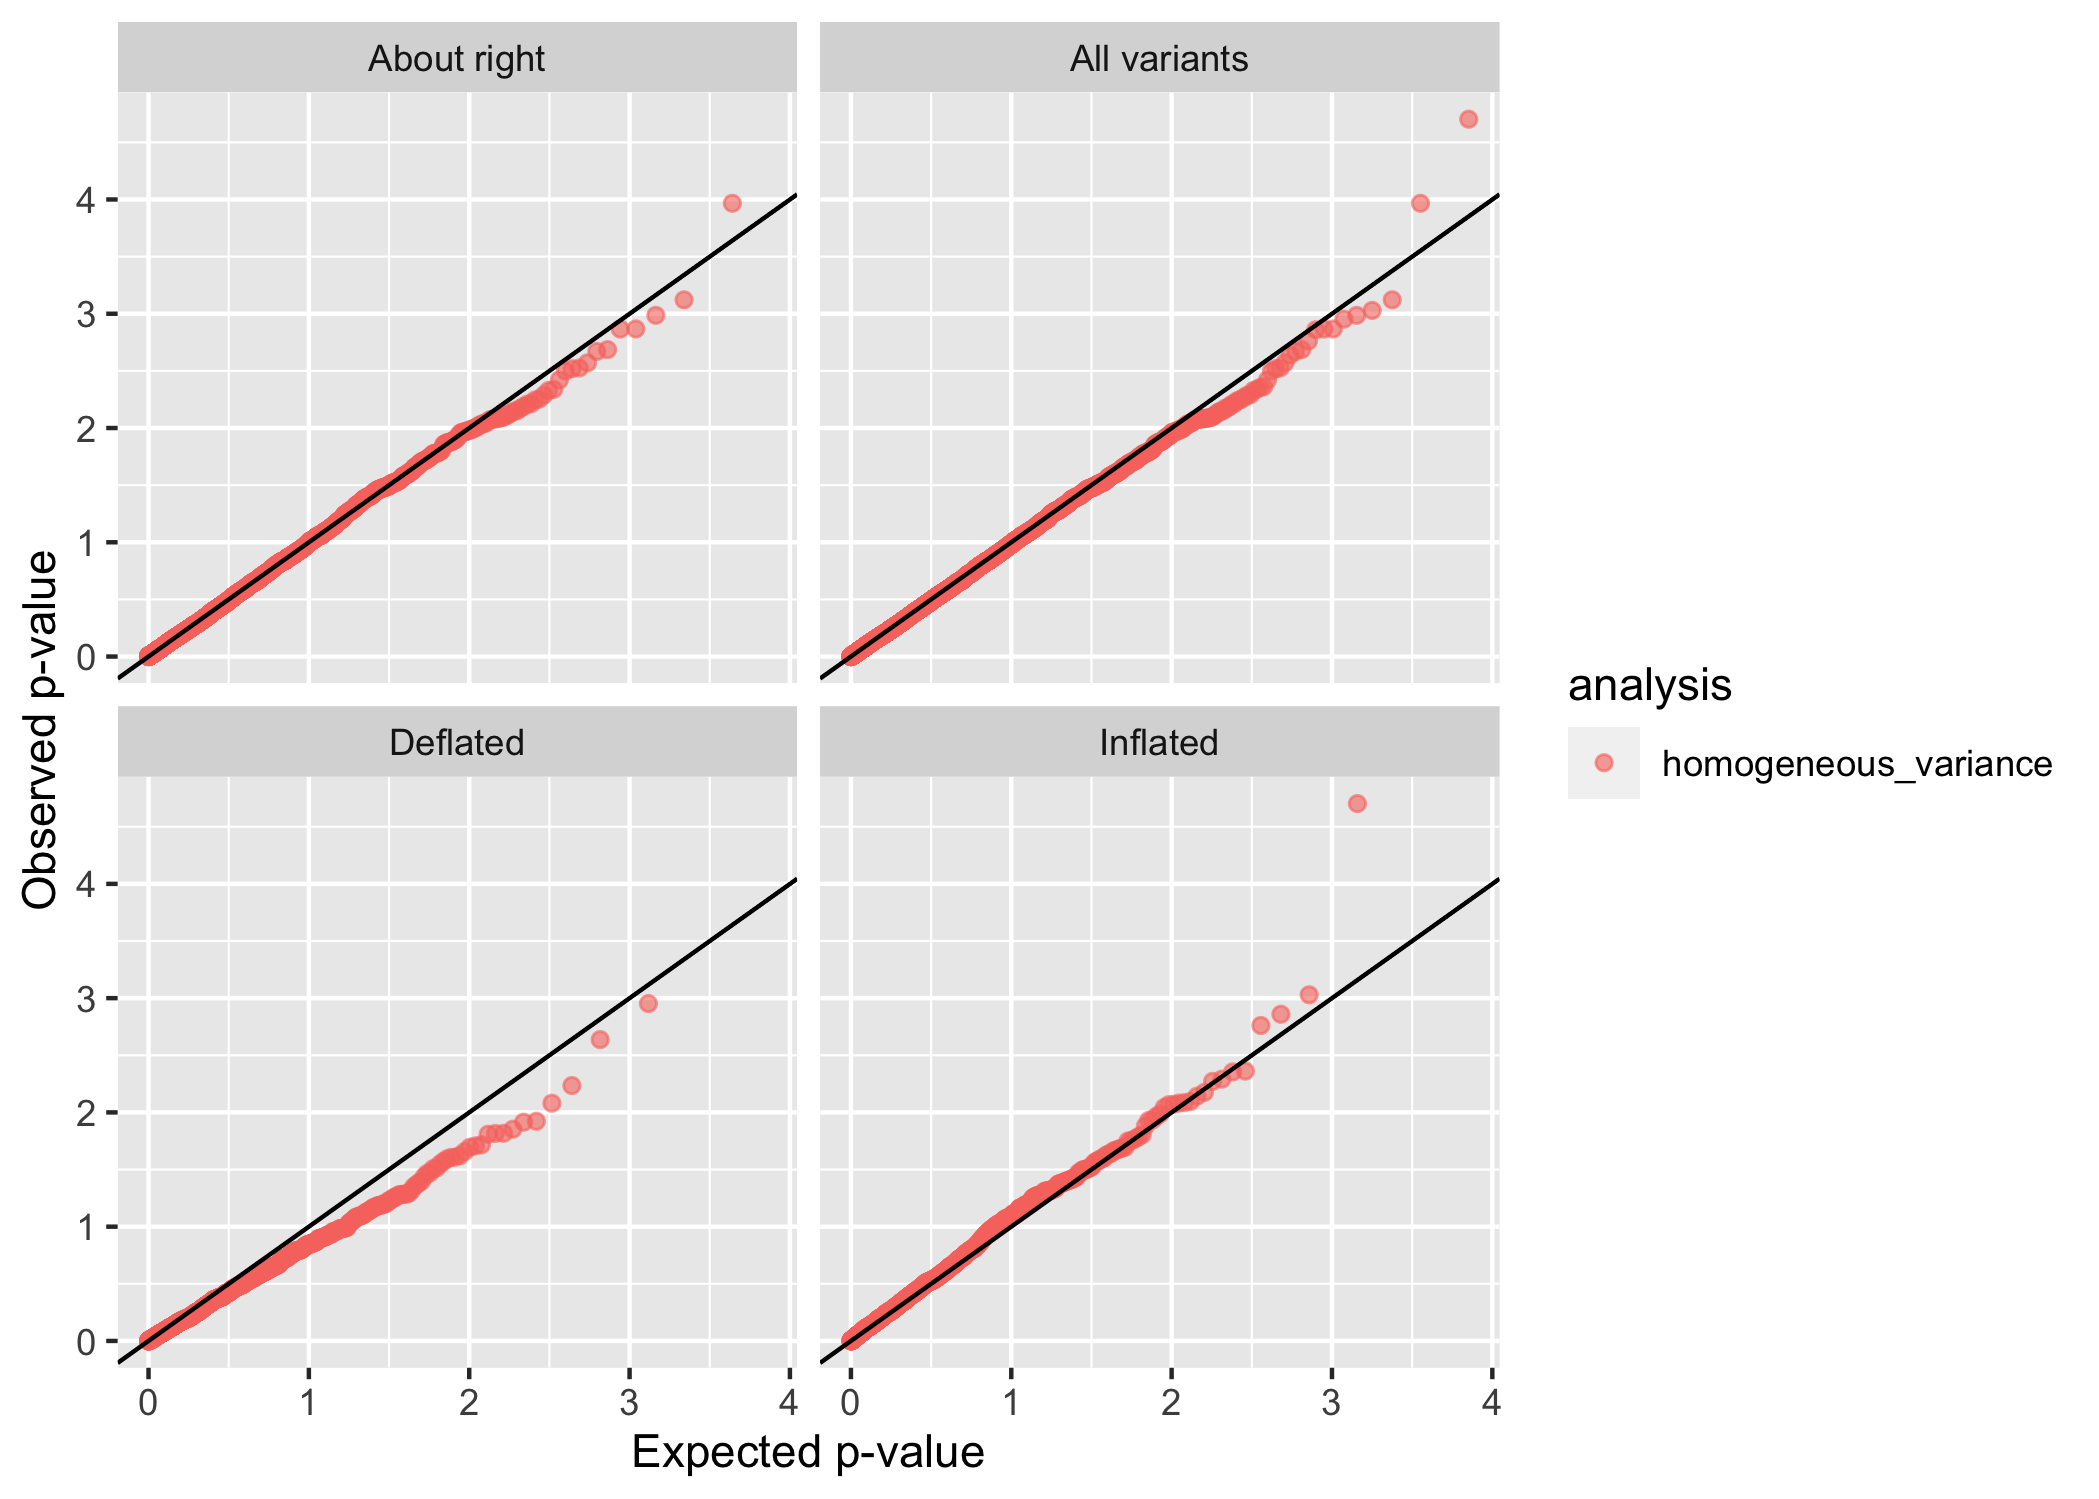 About right
All variants
4
3
2
1
0
Deflated
Inflated
4
3
2
1
0
0 1 2 3 4
0 1 2 3 4
Expected p-value
Observed p-value
analysis
homogeneous_variance